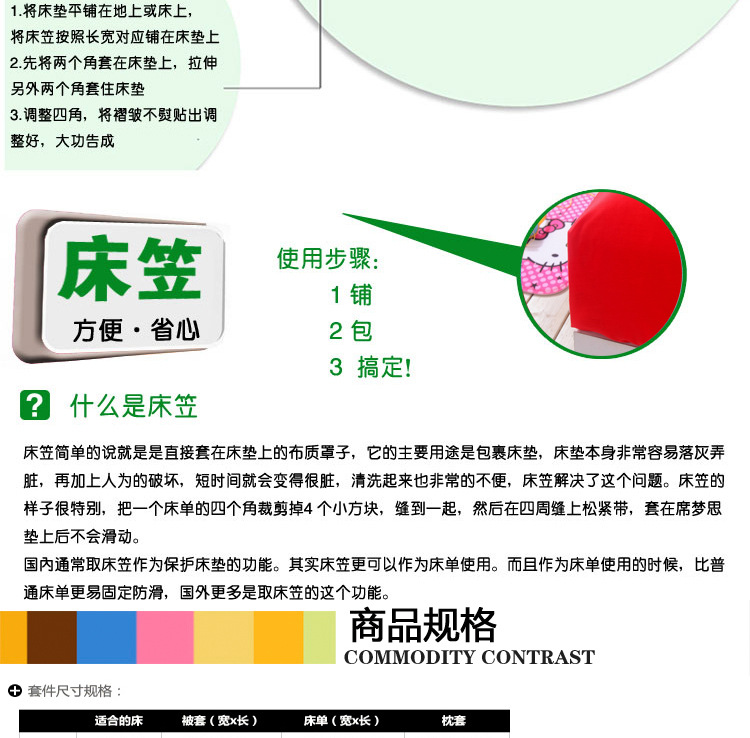 1.将床垫平铺在地上或床上，
将床笠按照长宽对应铺在床垫上
2.先将两个角套在床垫上，拉伸
另外两个角套住床垫
3.调整四角，将褶皱不熨贴出调
整好，大功告成
床笠
方便·省心
使用步骤:
1 铺
2 包
3 搞定!
? 什么是床笠
床笠简单的说就是是直接套在床垫上的布质罩子，它的主要用途是包裹床垫，床垫本身非常容易落灰弄
脏，再加上人为的破坏，短时间就会变得很脏，清洗起来也非常的不便，床笠解决了这个问题。床笠的
样子很特别，把一个床单的四个角裁剪掉4 个小方块，缝到一起，然后在四周缝上松紧带，套在席梦思
垫上后不会滑动。
国内通常取床笠作为保护床垫的功能。其实床笠更可以作为床单使用。而且作为床单使用的时候，比普
通床单更易固定防滑，国外更多是取床笠的这个功能。
商品规格
COMMODITY CONTRAST
套件尺寸规格：
适合的床 被套（宽x长） 床单（宽x长） 枕套